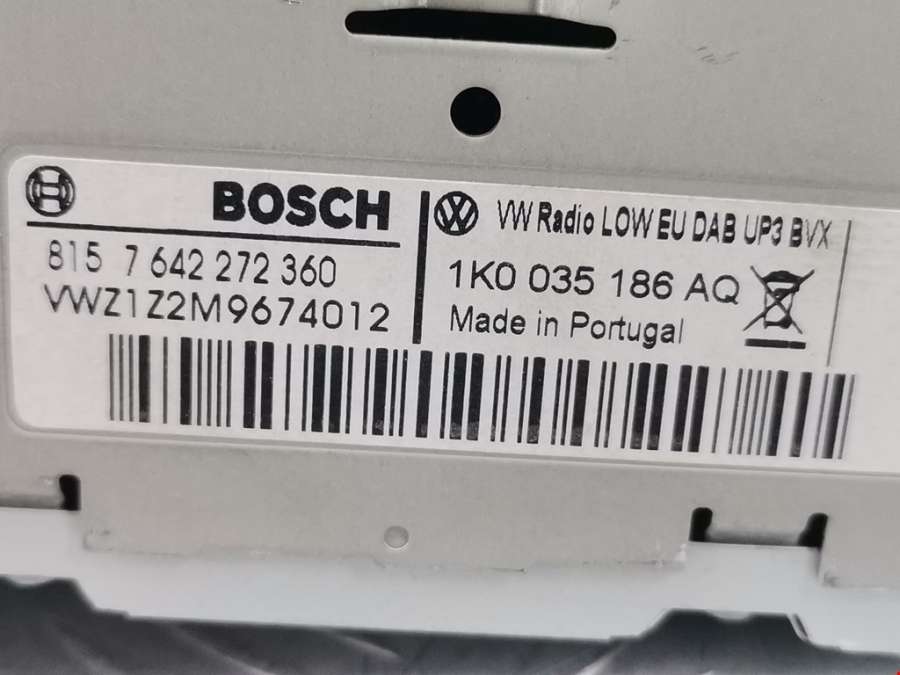 BOSCH
815 7 642 272 360
VWZ1Z2M9674012
VW Radio LOW EU DAB UP3 BVX
1K0 035 186 AQ
Made in Portugal